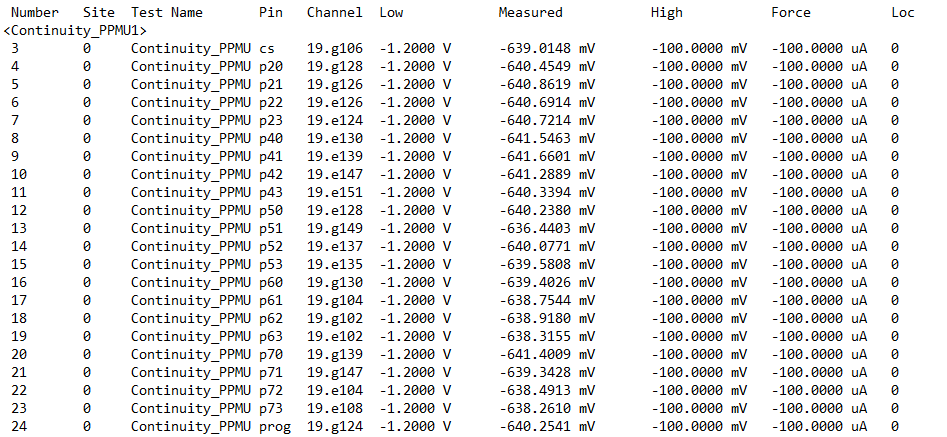 Number Site Test Name Pin Channel Low Measured High Force Loc
<Continuity_PPMU1>
3 0 Continuity_PPMU cs 19.g106 -1.2000 V -639.0148 mV -100.0000 mV -100.0000 uA 0
4 0 Continuity_PPMU p20 19.g128 -1.2000 V -640.4549 mV -100.0000 mV -100.0000 uA 0
5 0 Continuity_PPMU p21 19.g126 -1.2000 V -640.8619 mV -100.0000 mV -100.0000 uA 0
6 0 Continuity_PPMU p22 19.e126 -1.2000 V -640.6914 mV -100.0000 mV -100.0000 uA 0
7 0 Continuity_PPMU p23 19.e124 -1.2000 V -640.7214 mV -100.0000 mV -100.0000 uA 0
8 0 Continuity_PPMU p40 19.e130 -1.2000 V -641.5463 mV -100.0000 mV -100.0000 uA 0
9 0 Continuity_PPMU p41 19.e139 -1.2000 V -641.6601 mV -100.0000 mV -100.0000 uA 0
10 0 Continuity_PPMU p42 19.e147 -1.2000 V -641.2889 mV -100.0000 mV -100.0000 uA 0
11 0 Continuity_PPMU p43 19.e151 -1.2000 V -640.3394 mV -100.0000 mV -100.0000 uA 0
12 0 Continuity_PPMU p50 19.e128 -1.2000 V -640.2380 mV -100.0000 mV -100.0000 uA 0
13 0 Continuity_PPMU p51 19.g149 -1.2000 V -636.4403 mV -100.0000 mV -100.0000 uA 0
14 0 Continuity_PPMU p52 19.e137 -1.2000 V -640.0771 mV -100.0000 mV -100.0000 uA 0
15 0 Continuity_PPMU p53 19.e135 -1.2000 V -639.5808 mV -100.0000 mV -100.0000 uA 0
16 0 Continuity_PPMU p60 19.g130 -1.2000 V -639.4026 mV -100.0000 mV -100.0000 uA 0
17 0 Continuity_PPMU p61 19.g104 -1.2000 V -638.7544 mV -100.0000 mV -100.0000 uA 0
18 0 Continuity_PPMU p62 19.g102 -1.2000 V -638.9180 mV -100.0000 mV -100.0000 uA 0
19 0 Continuity_PPMU p63 19.e102 -1.2000 V -638.3155 mV -100.0000 mV -100.0000 uA 0
20 0 Continuity_PPMU p70 19.g139 -1.2000 V -641.4009 mV -100.0000 mV -100.0000 uA 0
21 0 Continuity_PPMU p71 19.g147 -1.2000 V -639.3428 mV -100.0000 mV -100.0000 uA 0
22 0 Continuity_PPMU p72 19.e104 -1.2000 V -638.4913 mV -100.0000 mV -100.0000 uA 0
23 0 Continuity_PPMU p73 19.e108 -1.2000 V -638.2610 mV -100.0000 mV -100.0000 uA 0
24 0 Continuity_PPMU prog 19.g124 -1.2000 V -640.2541 mV -100.0000 mV -100.0000 uA 0